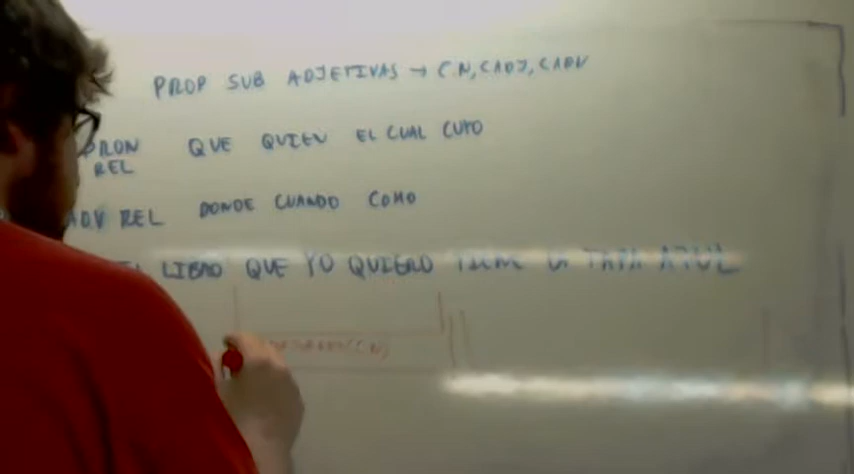 PROP SUB ADJETIVAS → C.N, CADJ, CADV
PRON QUE QUIEN EL CUAL CUYO
REL
ADV REL DONDE CUANDO COMO
EL LIBRO QUE YO QUIERO TIENE LA TAPA AZUL